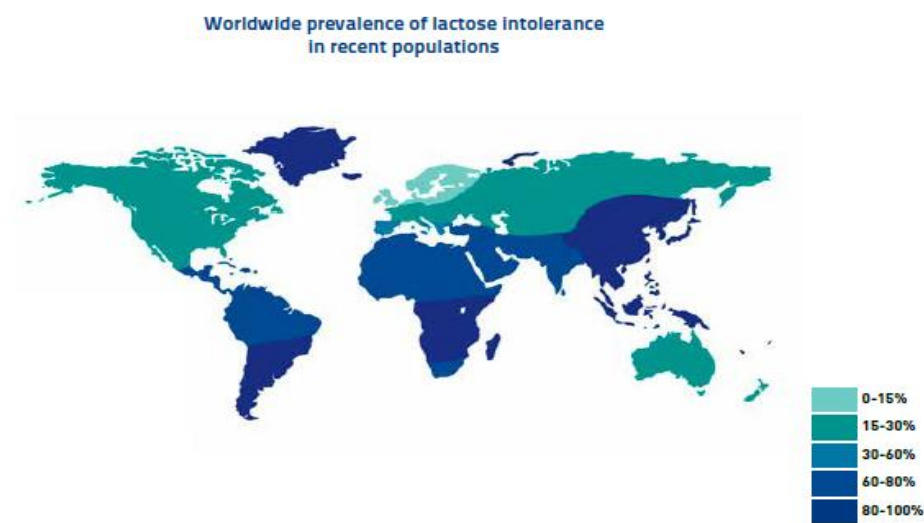 Worldwide prevalence of lactose intolerance
in recent populations
0-15%
15-30%
30-60%
60-80%
80-100%